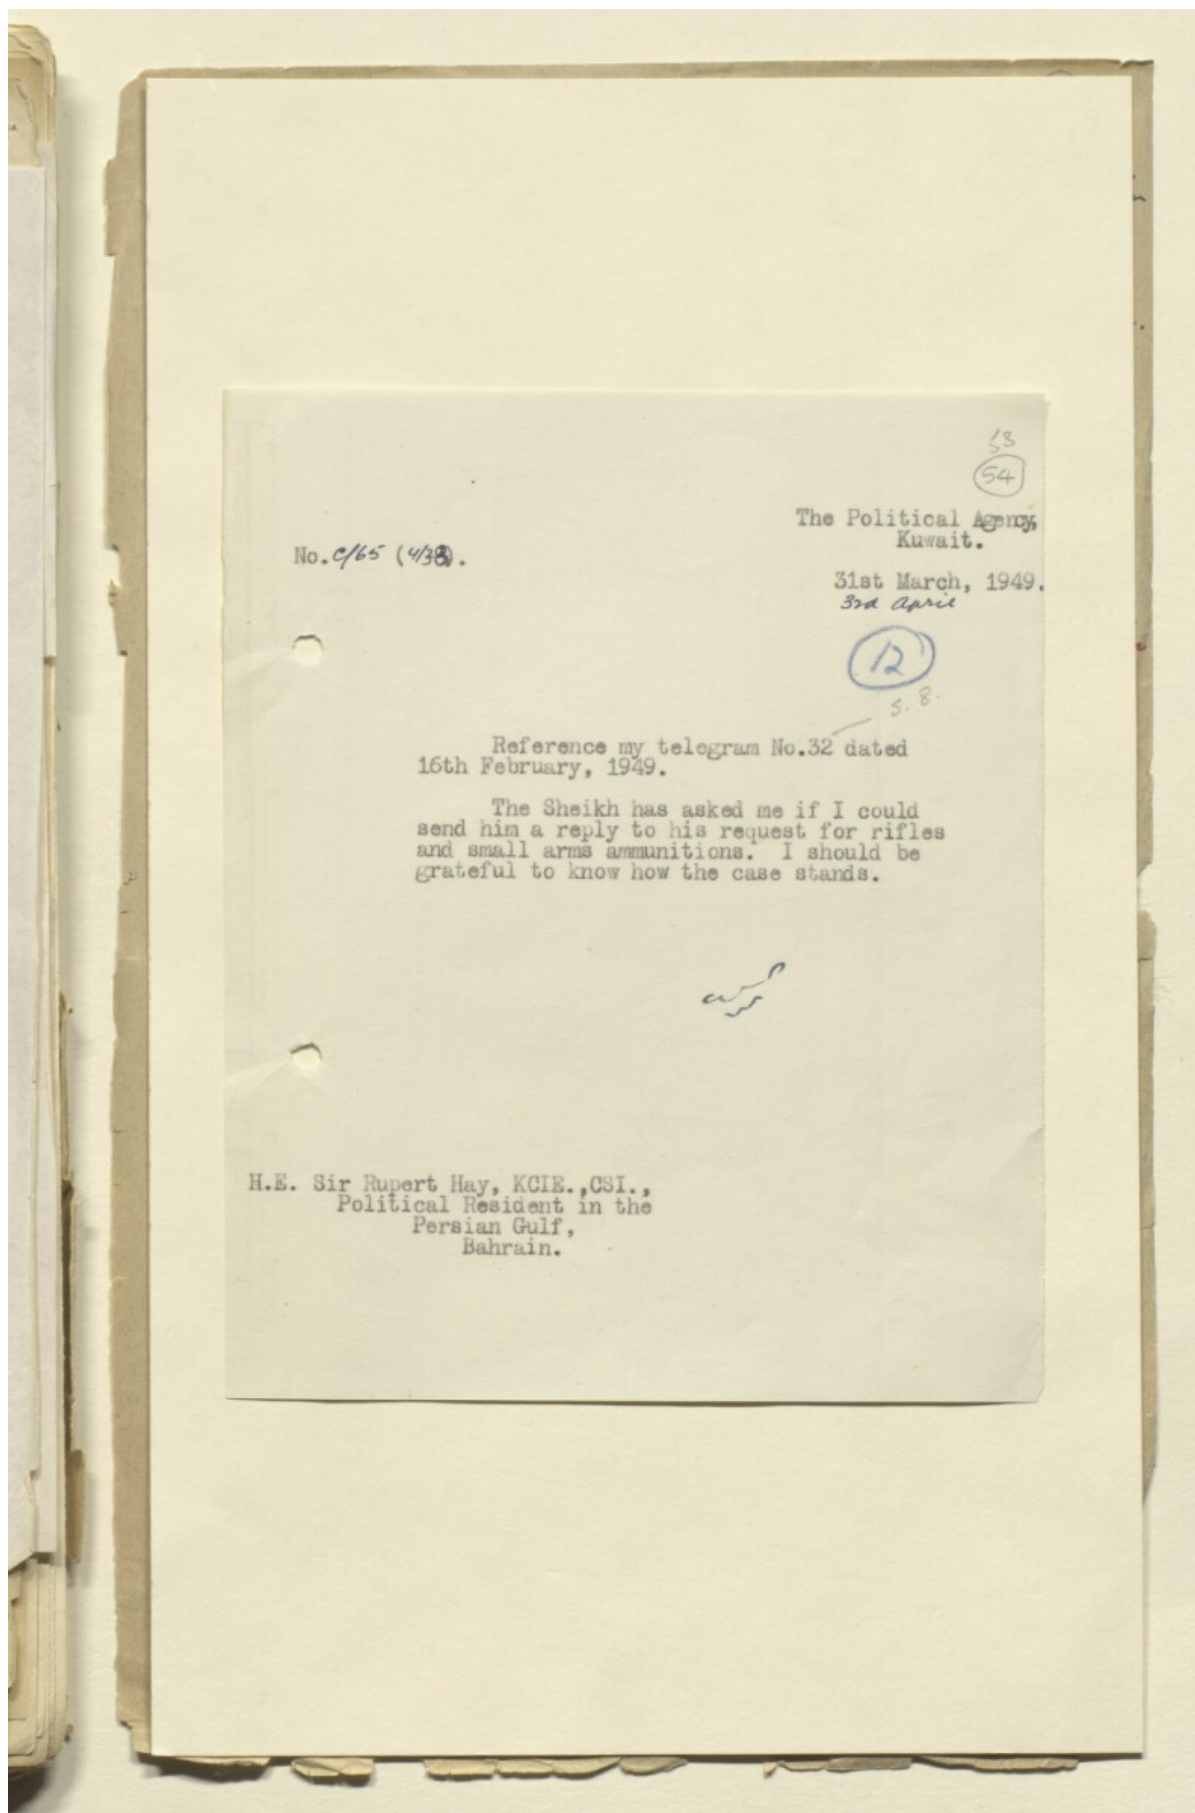 53
54
The Political Agency,
Kuwait.
No. C/65 (4/38).
31st March, 1949.
3rd April
12
S. 8.
Reference my telegram No.32 dated
16th February, 1949.
The Sheikh has asked me if I could
send him a reply to his request for rifles
and small arms ammunitions. I should be
grateful to know how the case stands.
H.E. Sir Rupert Hay, KCIE.,CSI.,
Political Resident in the
Persian Gulf,
Bahrain.